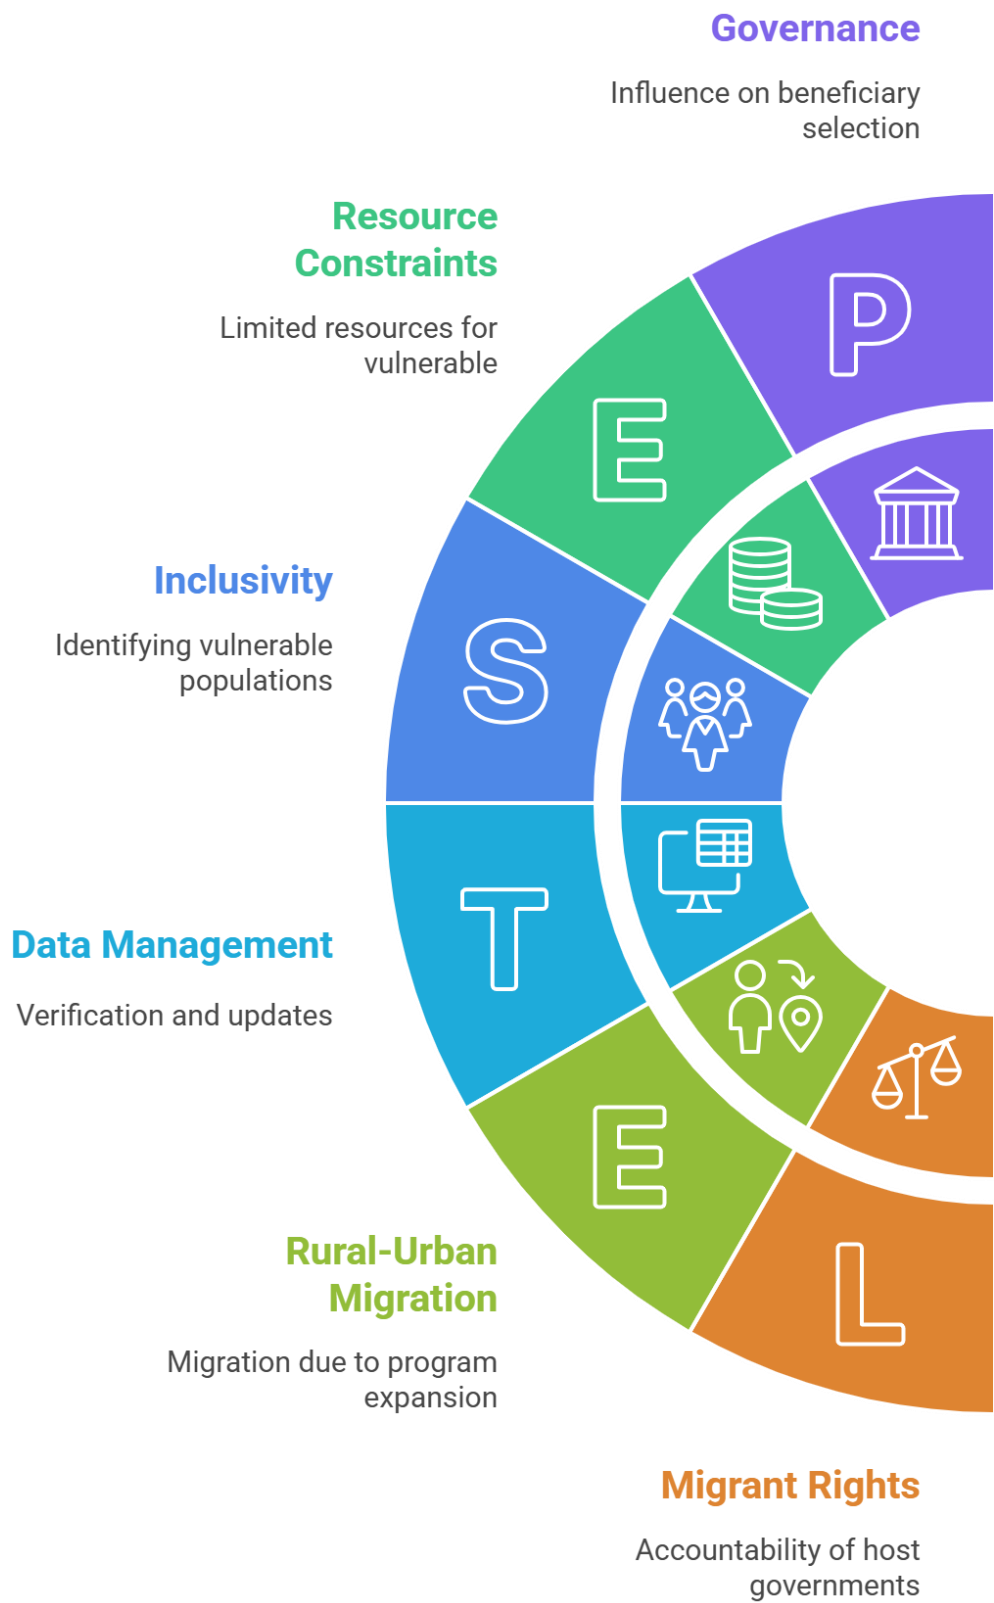 Governance
Influence on beneficiary
selection
P
Resource
Constraints
Limited resources for
vulnerable
E
Inclusivity
Identifying vulnerable
populations
S
Data Management
Verification and updates
T
Rural-Urban
Migration
Migration due to program
expansion
E
Migrant Rights
Accountability of host
governments
L